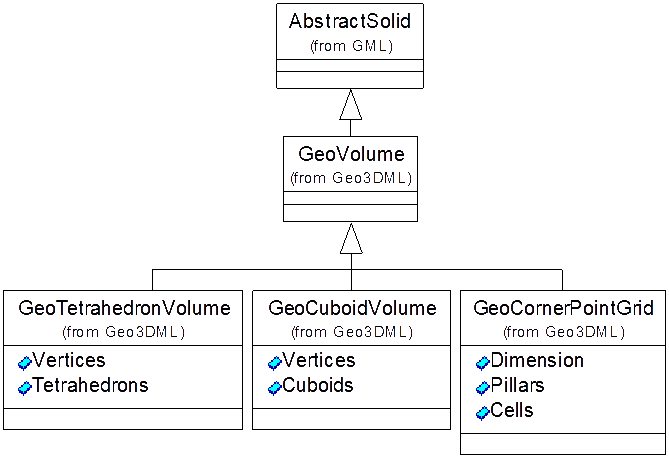 AbstractSolid
(from GML)
GeoVolume
(from Geo3DML)
GeoTetrahedronVolume
(from Geo3DML)
Vertices
Tetrahedrons
GeoCuboidVolume
(from Geo3DML)
Vertices
Cuboids
GeoCornerPointGrid
(from Geo3DML)
Dimension
Pillars
Cells